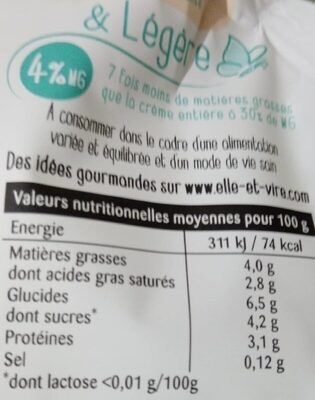 & Légère
4% MG
7 fois moins de matières grasses
que la crème entière à 30% de MG
A consommer dans le cadre d'une alimentation
variée et équilibrée et d'un mode de vie sain
Des idées gourmandes sur www.elle-et-vire.com
Valeurs nutritionnelles moyennes pour 100 g
Energie 311 kJ / 74 kcal
Matières grasses 4,0 g
dont acides gras saturés 2,8 g
Glucides 6,5 g
dont sucres* 4,2 g
Protéines 3,1 g
Sel 0,12 g
*dont lactose <0,01 g/100g